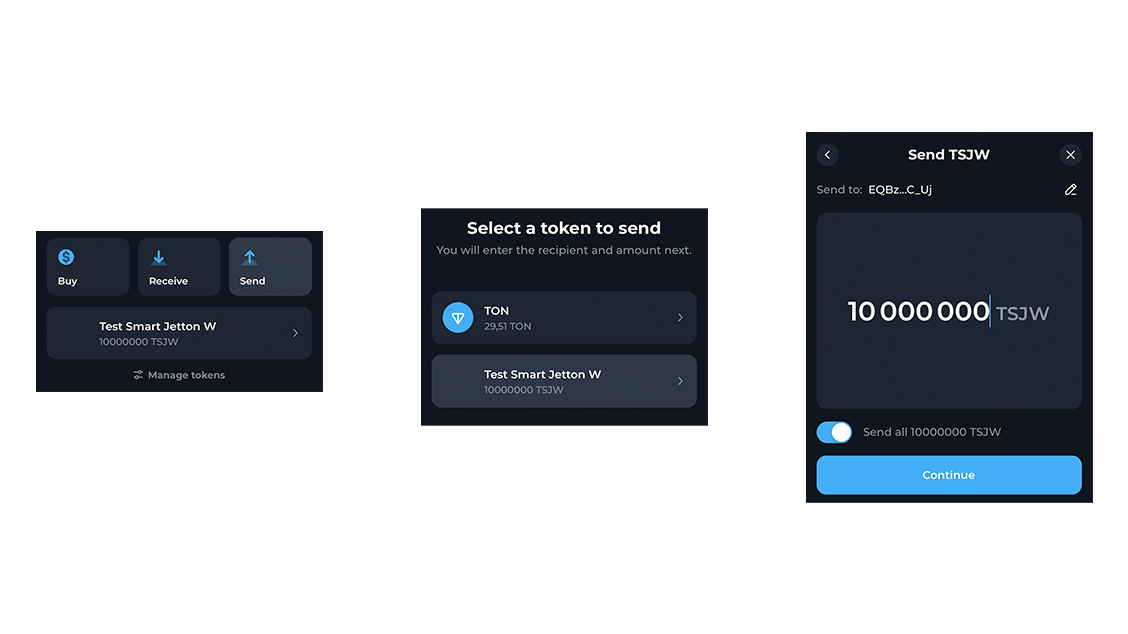 Buy
Receive
Send
Test Smart Jetton W
10000000 TSJW
Manage tokens
Select a token to send
You will enter the recipient and amount next.
TON
29,51 TON
Test Smart Jetton W
10000000 TSJW
Send TSJW
Send to: EQBz...C_Uj
10 000 000 TSJW
Send all 10000000 TSJW
Continue